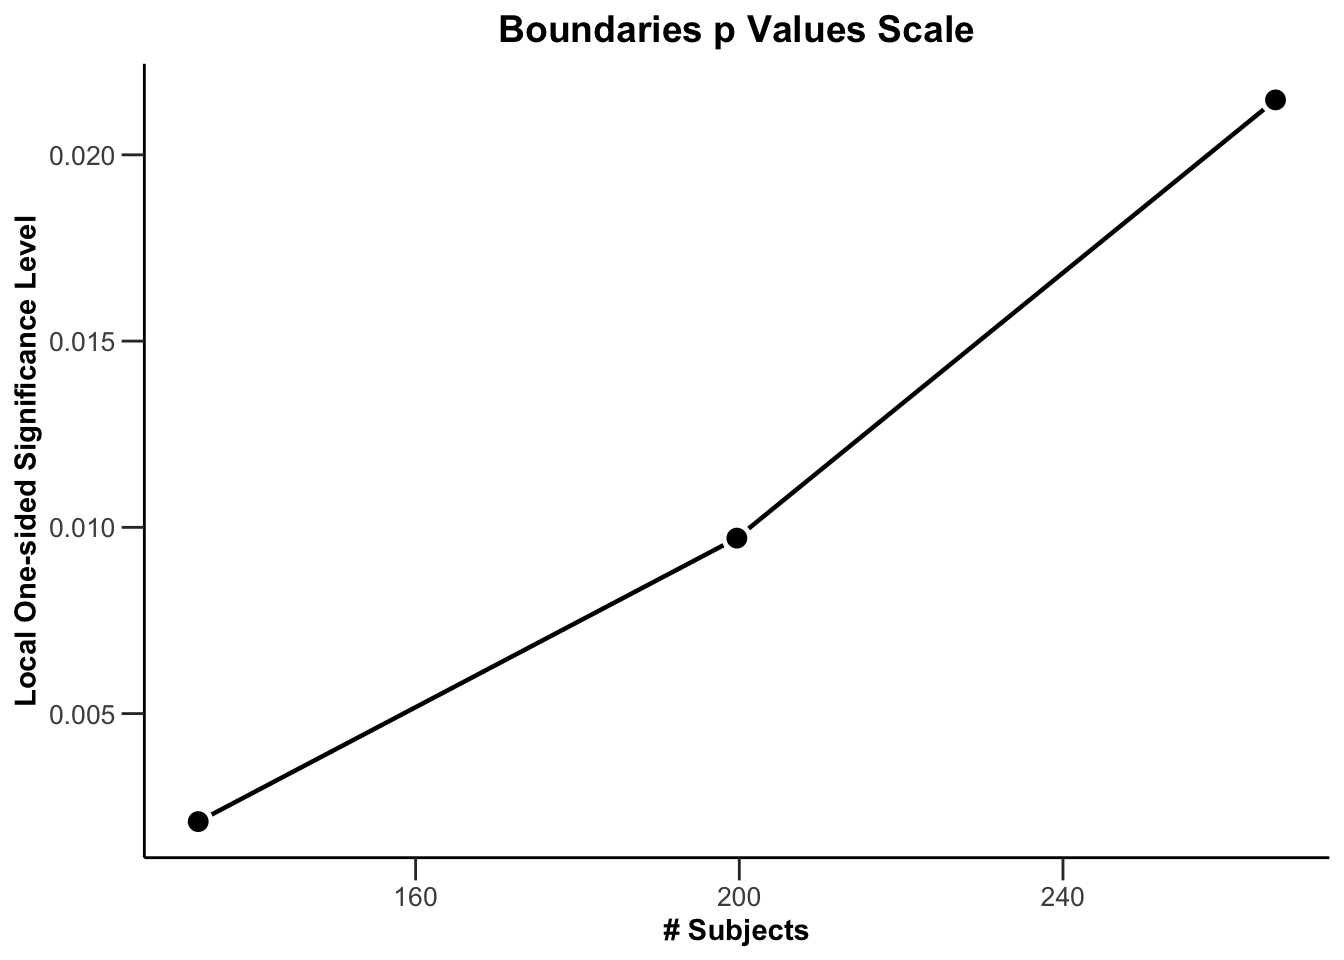 Boundaries p Values Scale
Local One-sided Significance Level
0.020
0.015
0.010
0.005
160 200 240
# Subjects